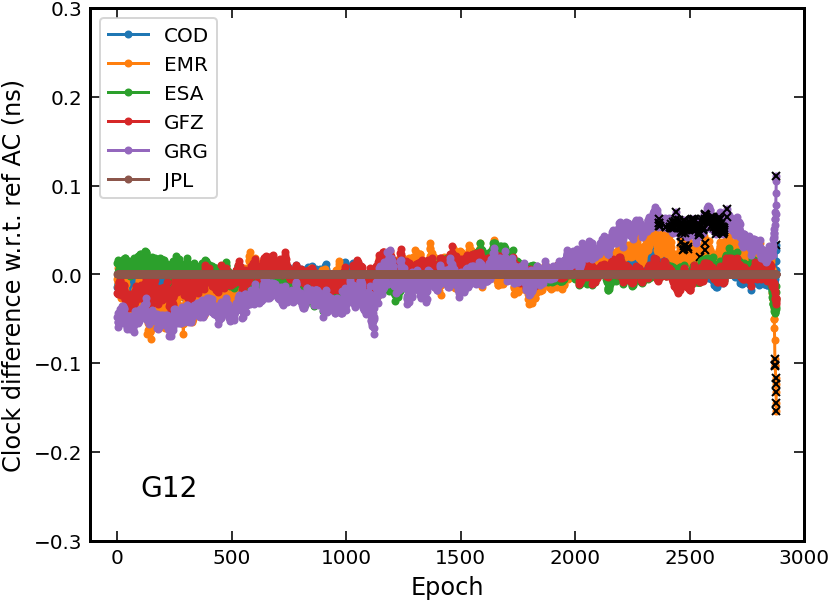 0.3
0.2
0.1
0.0
−0.1
−0.2
−0.3
Clock difference w.r.t. ref AC (ns)
COD
EMR
ESA
GFZ
GRG
JPL
G12
0 500 1000 1500 2000 2500 3000
Epoch